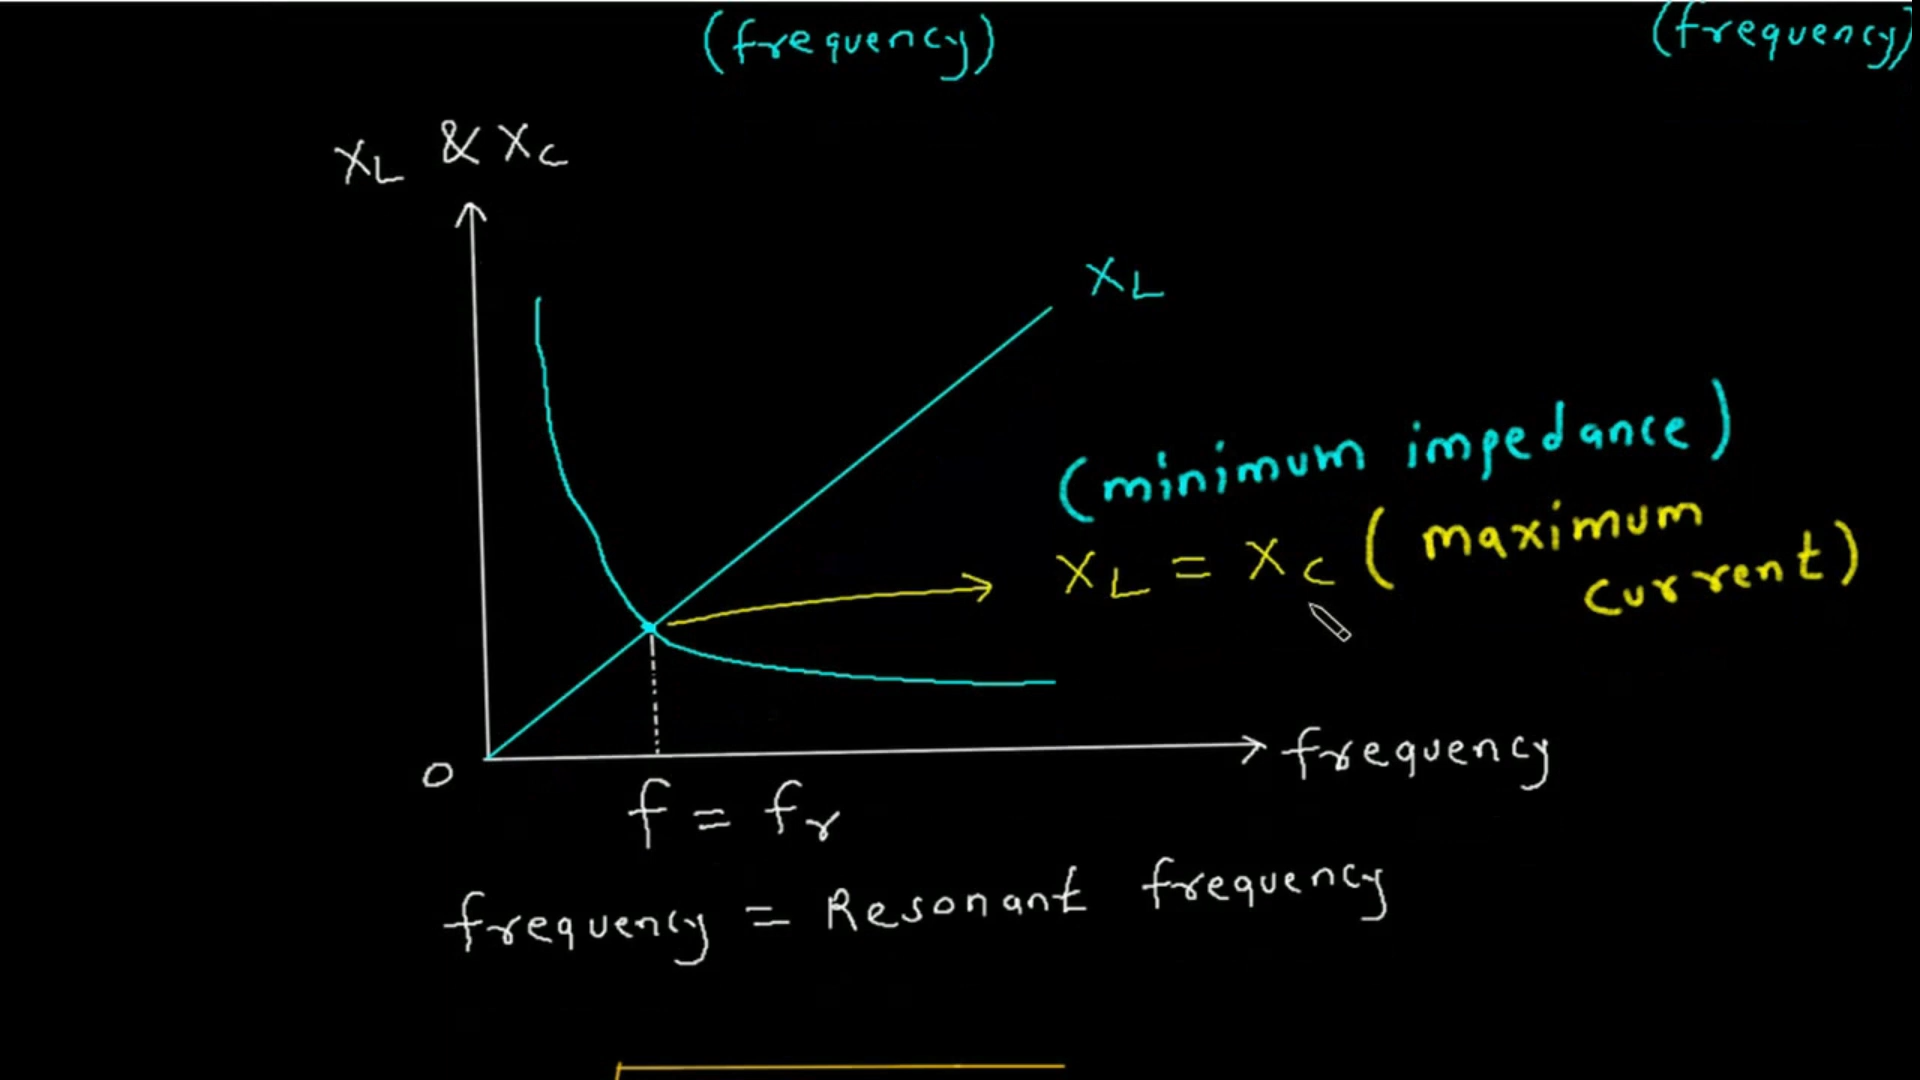 (frequency) (frequency)
XL & XC
XL
(minimum impedance)
XL = XC (maximum
current)
0
frequency
f = fr
frequency = Resonant frequency